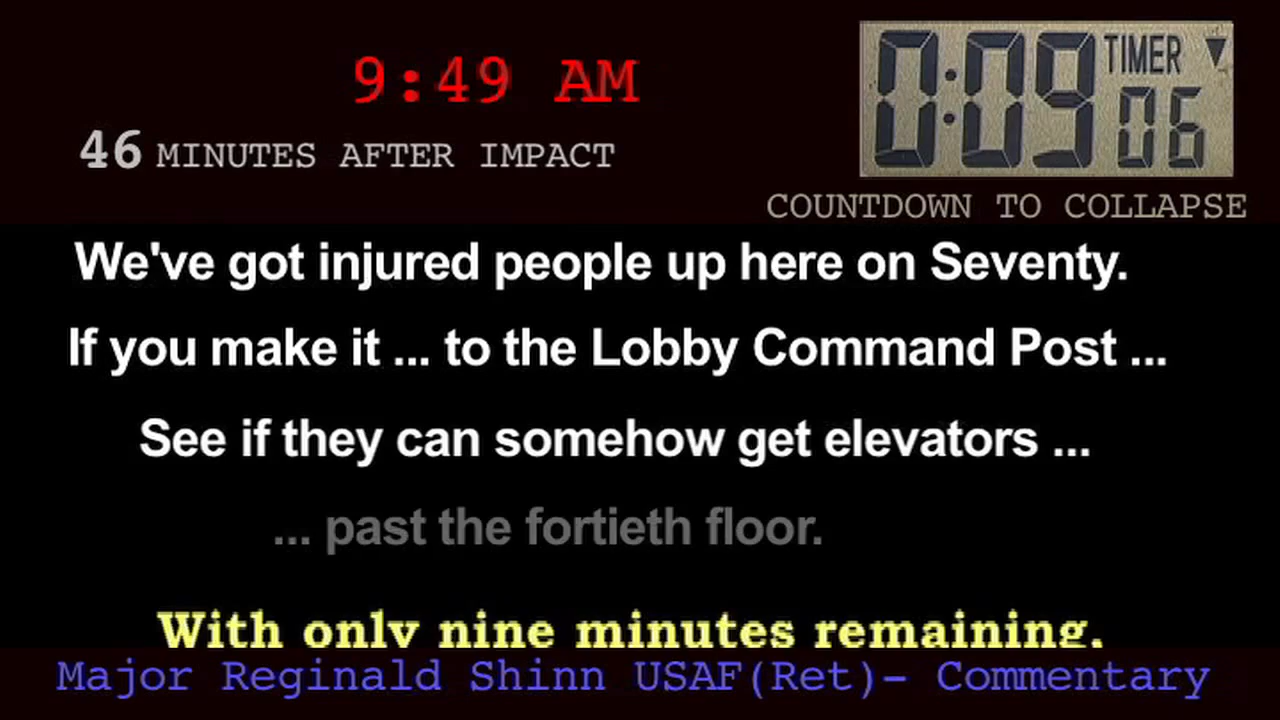 9:49 AM
46 MINUTES AFTER IMPACT
0:09 06 TIMER
COUNTDOWN TO COLLAPSE
We've got injured people up here on Seventy.
If you make it ... to the Lobby Command Post ...
See if they can somehow get elevators ...
... past the fortieth floor.
With only nine minutes remaining,
Major Reginald Shinn USAF(Ret)- Commentary